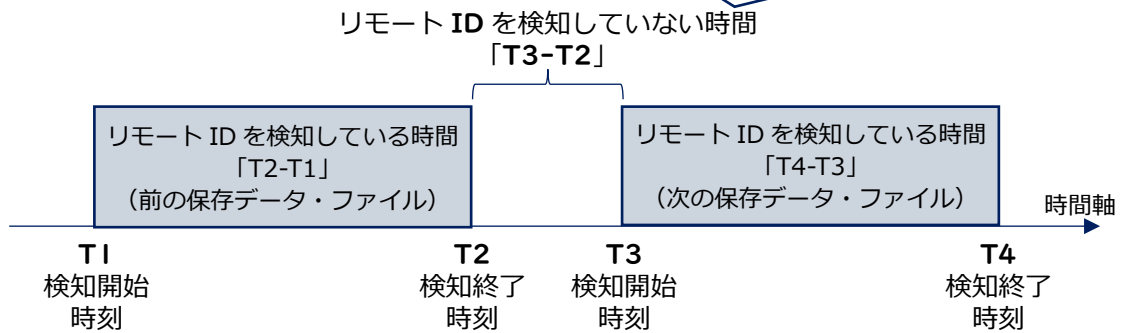 リモート ID を検知していない時間
「T3-T2」
リモート ID を検知している時間
「T2-T1」
（前の保存データ・ファイル）
リモート ID を検知している時間
「T4-T3」
（次の保存データ・ファイル）
時間軸
T1
検知開始
時刻
T2
検知終了
時刻
T3
検知開始
時刻
T4
検知終了
時刻